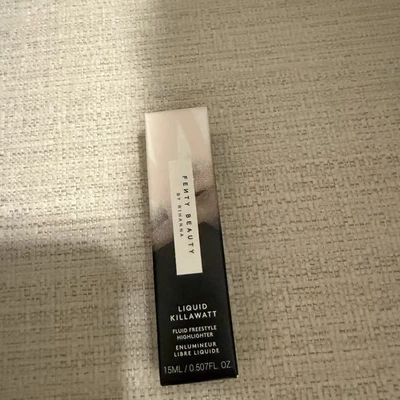 FENTY BEAUTY
BY RIHANNA
LIQUID
KILLAWATT
FLUID FREESTYLE
HIGHLIGHTER
ENLUMINEUR
LIBRE LIQUIDE
15ML / 0.507FL. OZ.